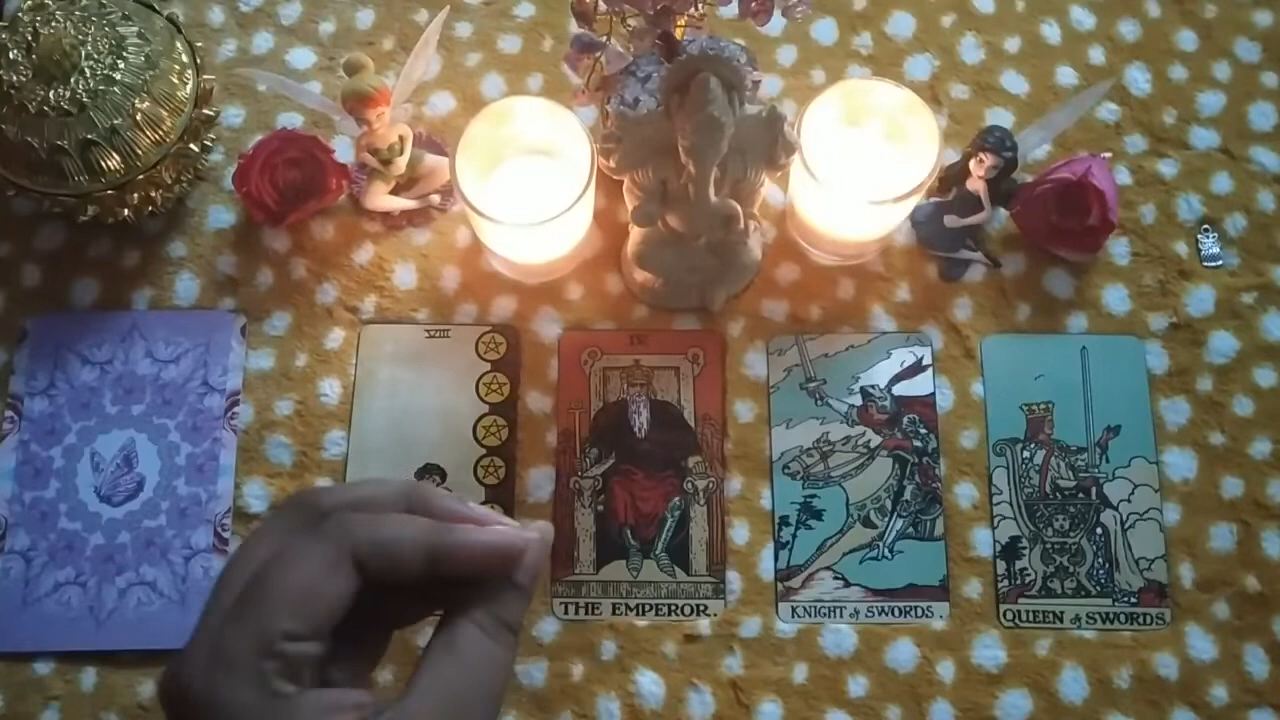 VIII
IV
THE EMPEROR.
KNIGHT of SWORDS.
QUEEN of SWORDS.